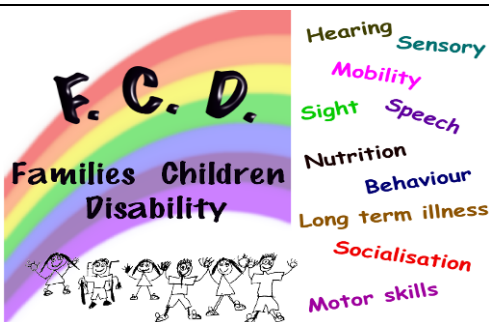 F. C. D.
Families Children
Disability
Hearing
Sensory
Mobility
Sight
Speech
Nutrition
Behaviour
Long term illness
Socialisation
Motor skills